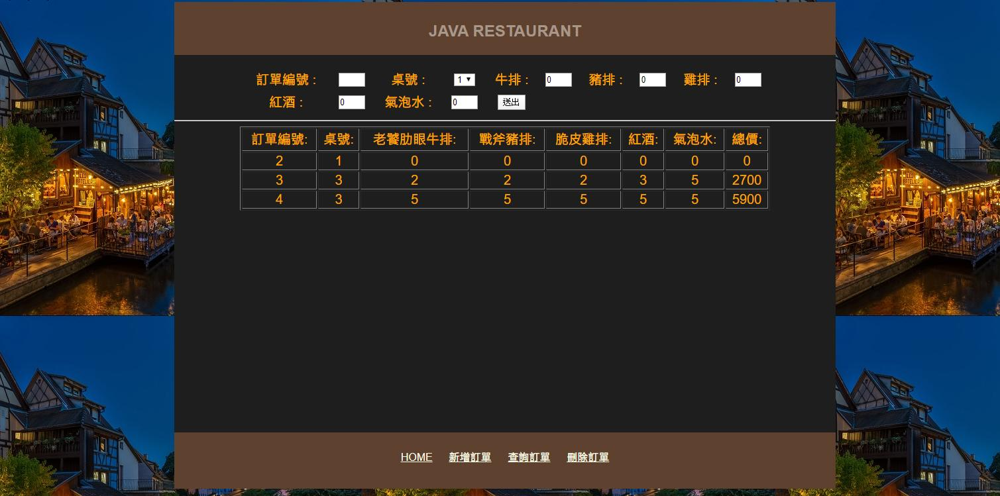 JAVA RESTAURANT
訂單編號 : 桌號 : 1 牛排 : 0 豬排 : 0 雞排 : 0
紅酒 : 0 氣泡水 : 0 送出
訂單編號: 桌號: 老饕肋眼牛排: 戰斧豬排: 脆皮雞排: 紅酒: 氣泡水: 總價:
2 1 0 0 0 0 0 0
3 3 2 2 2 3 5 2700
4 3 5 5 5 5 5 5900
HOME 新增訂單 查詢訂單 刪除訂單